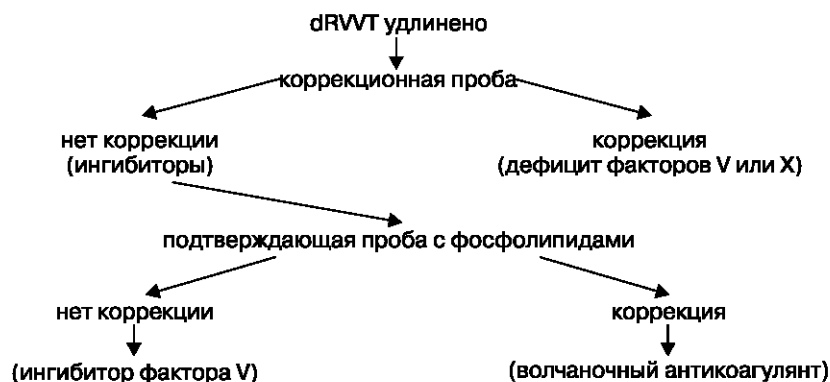 dRVVT удлинено
коррекционная проба
нет коррекции
(ингибиторы)
коррекция
(дефицит факторов V или X)
подтверждающая проба с фосфолипидами
нет коррекции
коррекция
(ингибитор фактора V)
(волчаночный антикоагулянт)